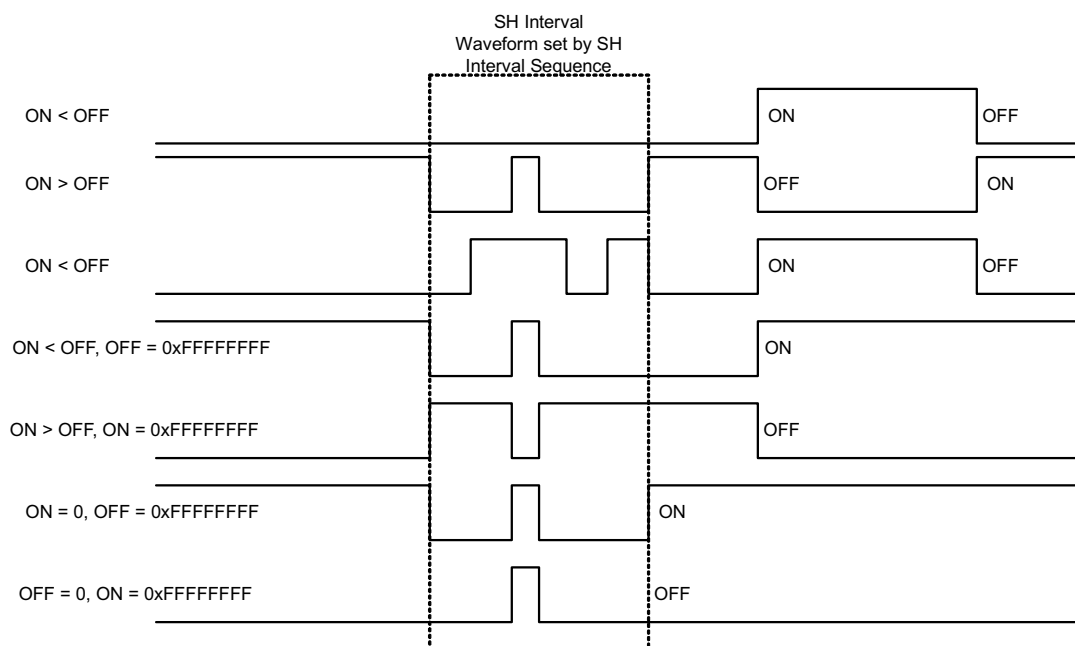 SH Interval
Waveform set by SH
Interval Sequence
ON < OFF
ON
OFF
ON > OFF
OFF
ON
ON < OFF
ON
OFF
ON < OFF, OFF = 0xFFFFFFFF
ON
ON > OFF, ON = 0xFFFFFFFF
OFF
ON = 0, OFF = 0xFFFFFFFF
ON
OFF = 0, ON = 0xFFFFFFFF
OFF